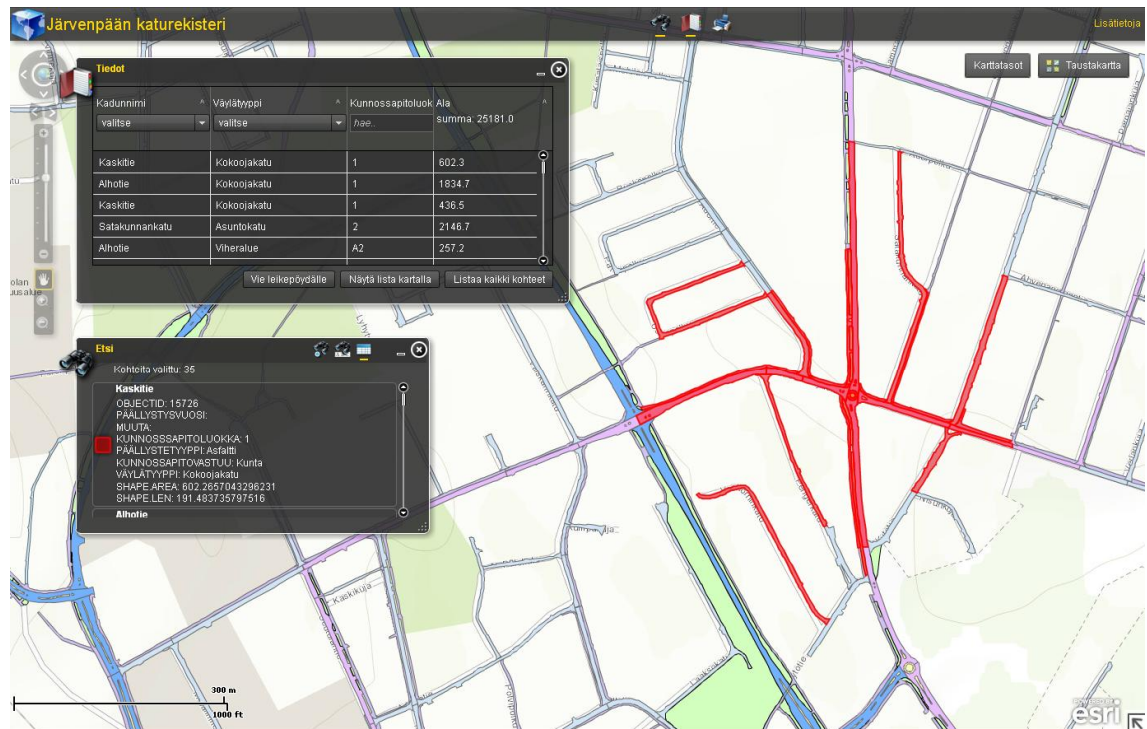 Järvenpään katurekisteri
Lisätietoja
Karttatasot
Taustakartta
Tiedot
Kadunnimi
Väylätyyppi
Kunnossapitoluok
Ala
valitse
valitse
hae..
summa: 25181.0
Kaskitie Kokoojakatu 1 602.3
Alhotie Kokoojakatu 1 1834.7
Kaskitie Kokoojakatu 1 436.5
Satakunnankatu Asuntokatu 2 2146.7
Alhotie Viheralue A2 257.2
Vie leikepöydälle
Näytä lista kartalla
Listaa kaikki kohteet
Etsi
Kohteita valittu: 35
Kaskitie
OBJECTID: 15726
PÄÄLLYSTYSVUOSI:
MUUTA:
KUNNOSSSAPITOLUOKKA: 1
PÄÄLLYSTETYYPPI: Asfaltti
KUNNOSSAPITOVASTUU: Kunta
VÄYLÄTYYPPI: Kokoojakatu
SHAPE.AREA: 602.2657043296231
SHAPE.LEN: 191.483735797516
Alhotie
Kaskikuja
300 m
1000 ft
esri